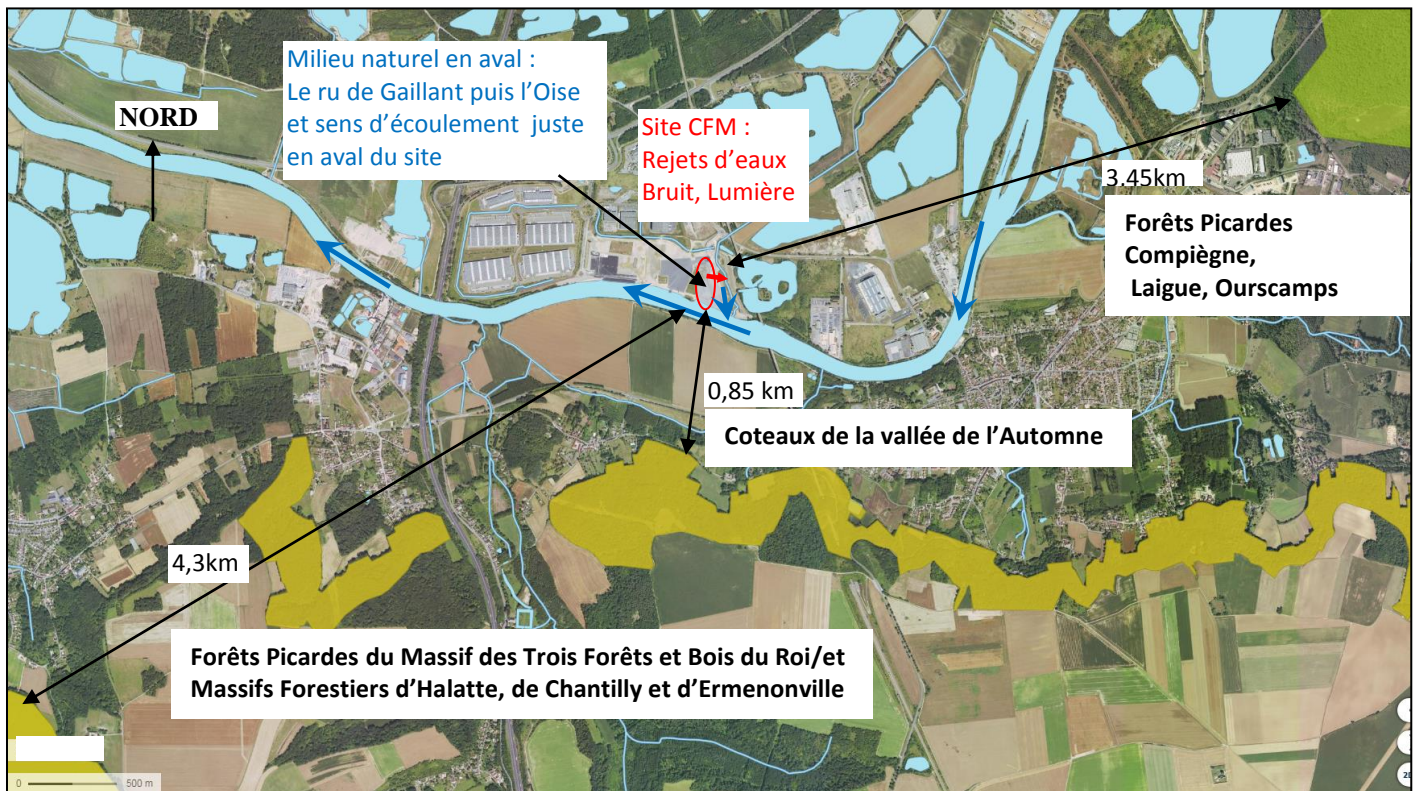 Milieu naturel en aval :
Le ru de Gaillant puis l’Oise
et sens d’écoulement juste
en aval du site
NORD
Site CFM :
Rejets d’eaux
Bruit, Lumière
3.45km
Forêts Picardes
Compiègne,
Laigue, Ourscamps
0,85 km
Coteaux de la vallée de l’Automne
4,3km
Forêts Picardes du Massif des Trois Forêts et Bois du Roi/et
Massifs Forestiers d’Halatte, de Chantilly et d’Ermenonville
0 500 m